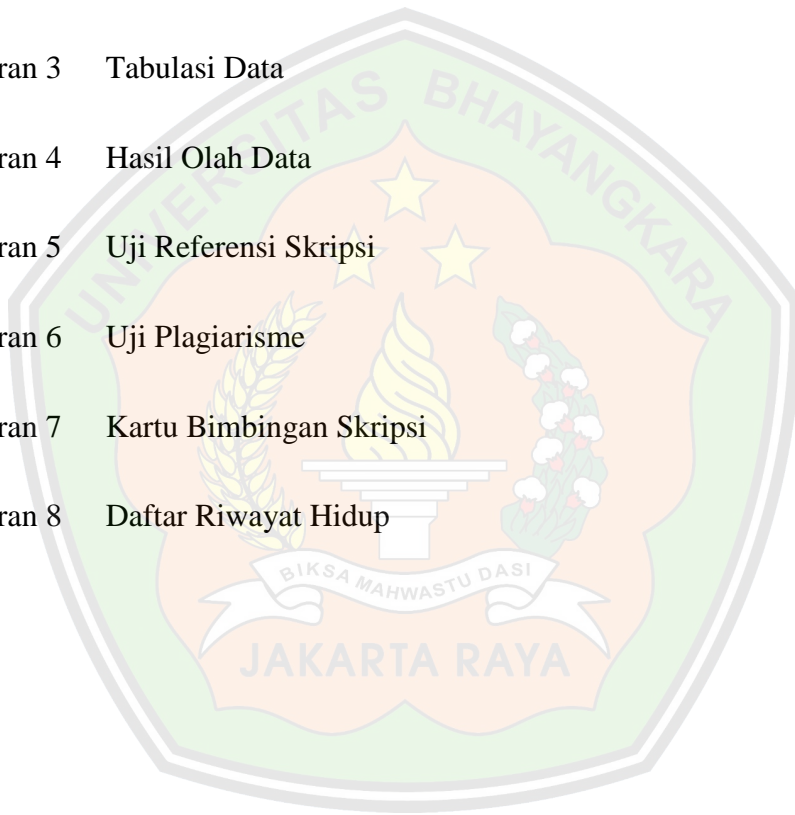 ran 3 Tabulasi Data
ran 4 Hasil Olah Data
ran 5 Uji Referensi Skripsi
ran 6 Uji Plagiarisme
ran 7 Kartu Bimbingan Skripsi
ran 8 Daftar Riwayat Hidup
UNIVERSITAS BHAYANGKARA
BIKSA MAHWASTU DASI
JAKARTA RAYA